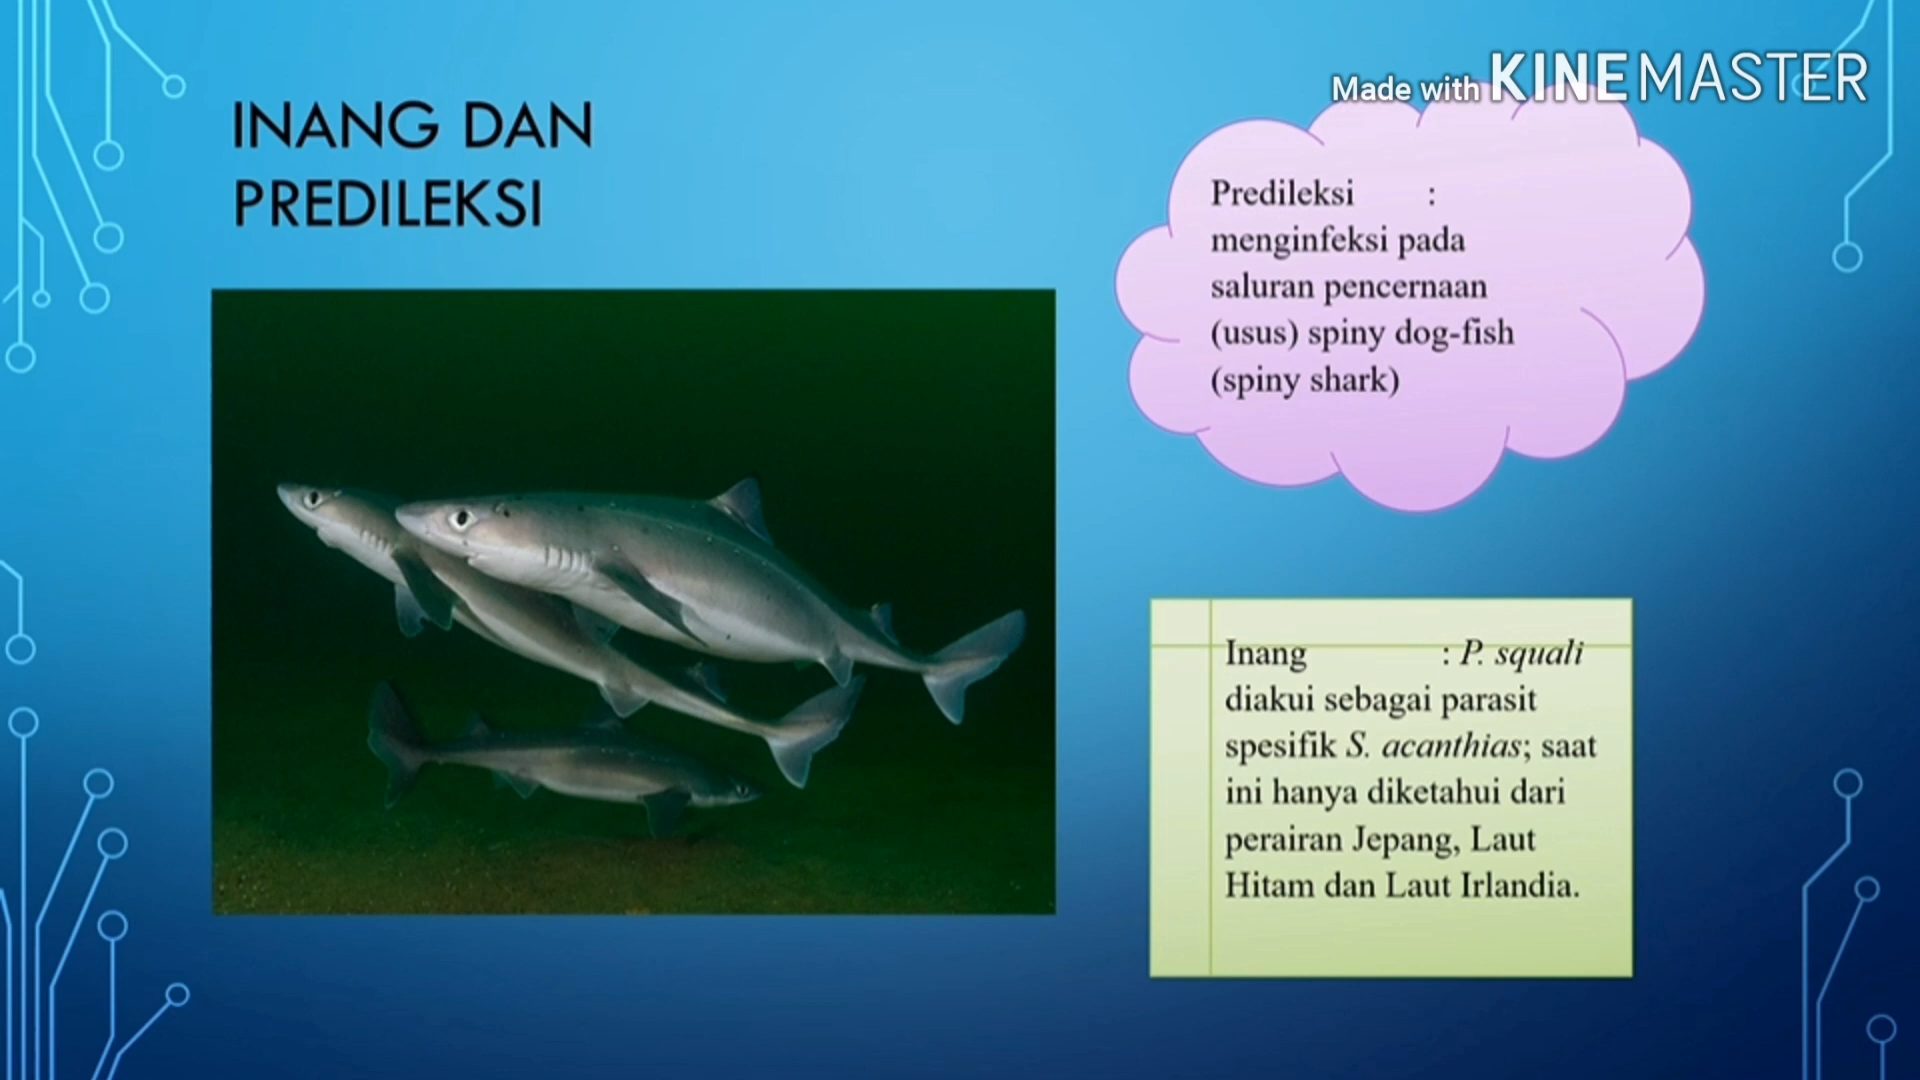 Made with KINEMASTER
INANG DAN
PREDILEKSI
Predileksi :
menginfeksi pada
saluran pencernaan
(usus) spiny dog-fish
(spiny shark)
Inang : P. squali
diakui sebagai parasit
spesifik S. acanthias; saat
ini hanya diketahui dari
perairan Jepang, Laut
Hitam dan Laut Irlandia.